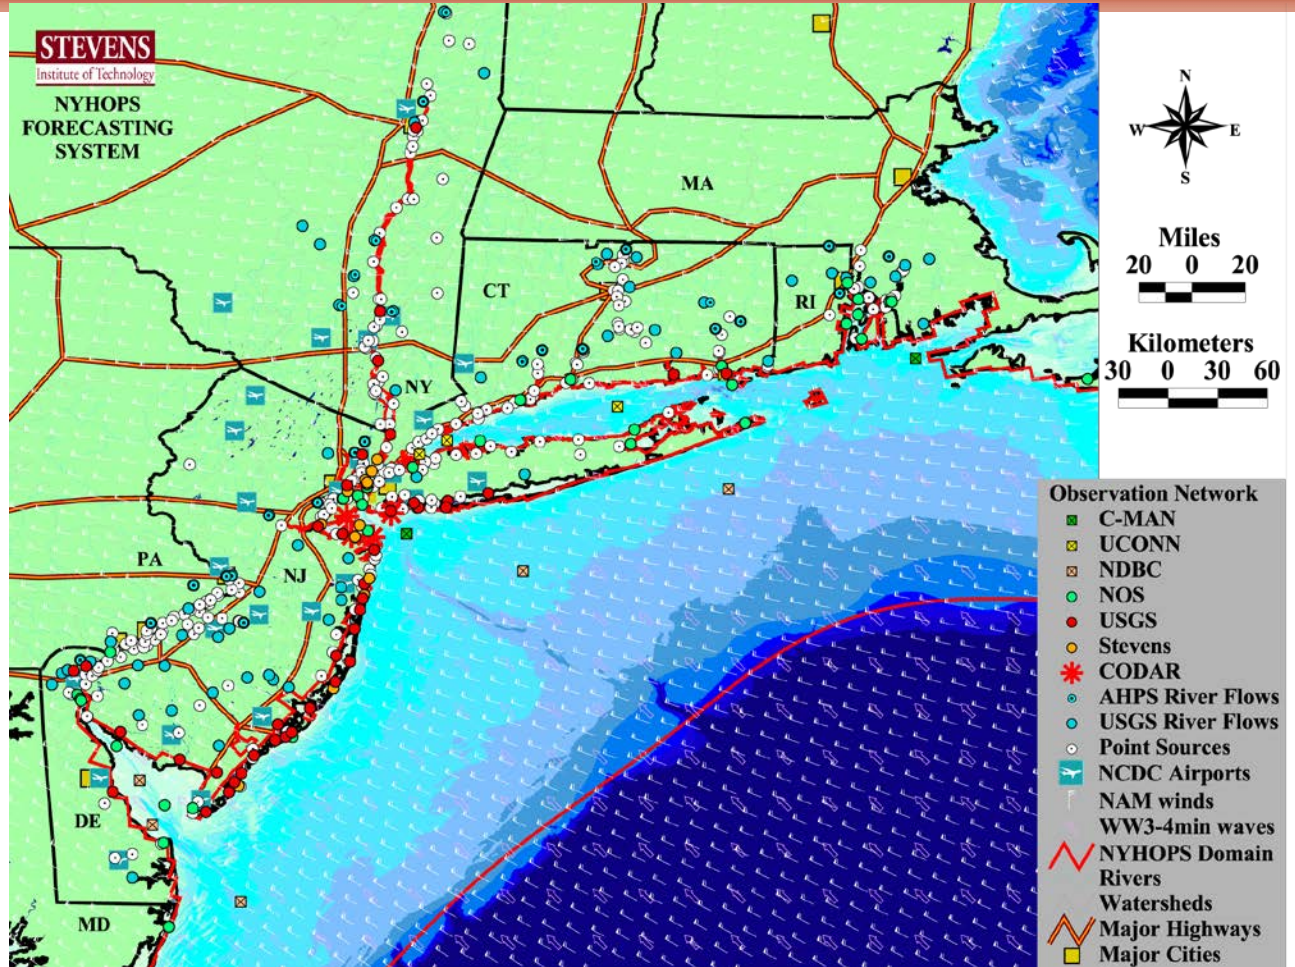 STEVENS
Institute of Technology
NYHOPS
FORECASTING
SYSTEM
MA
CT
RI
NY
PA
NJ
DE
MD
N
W E
S
Miles
20 0 20
Kilometers
30 0 30 60
Observation Network
C-MAN
UCONN
NDBC
NOS
USGS
Stevens
CODAR
AHPS River Flows
USGS River Flows
Point Sources
NCDC Airports
NAM winds
WW3-4min waves
NYHOPS Domain
Rivers
Watersheds
Major Highways
Major Cities